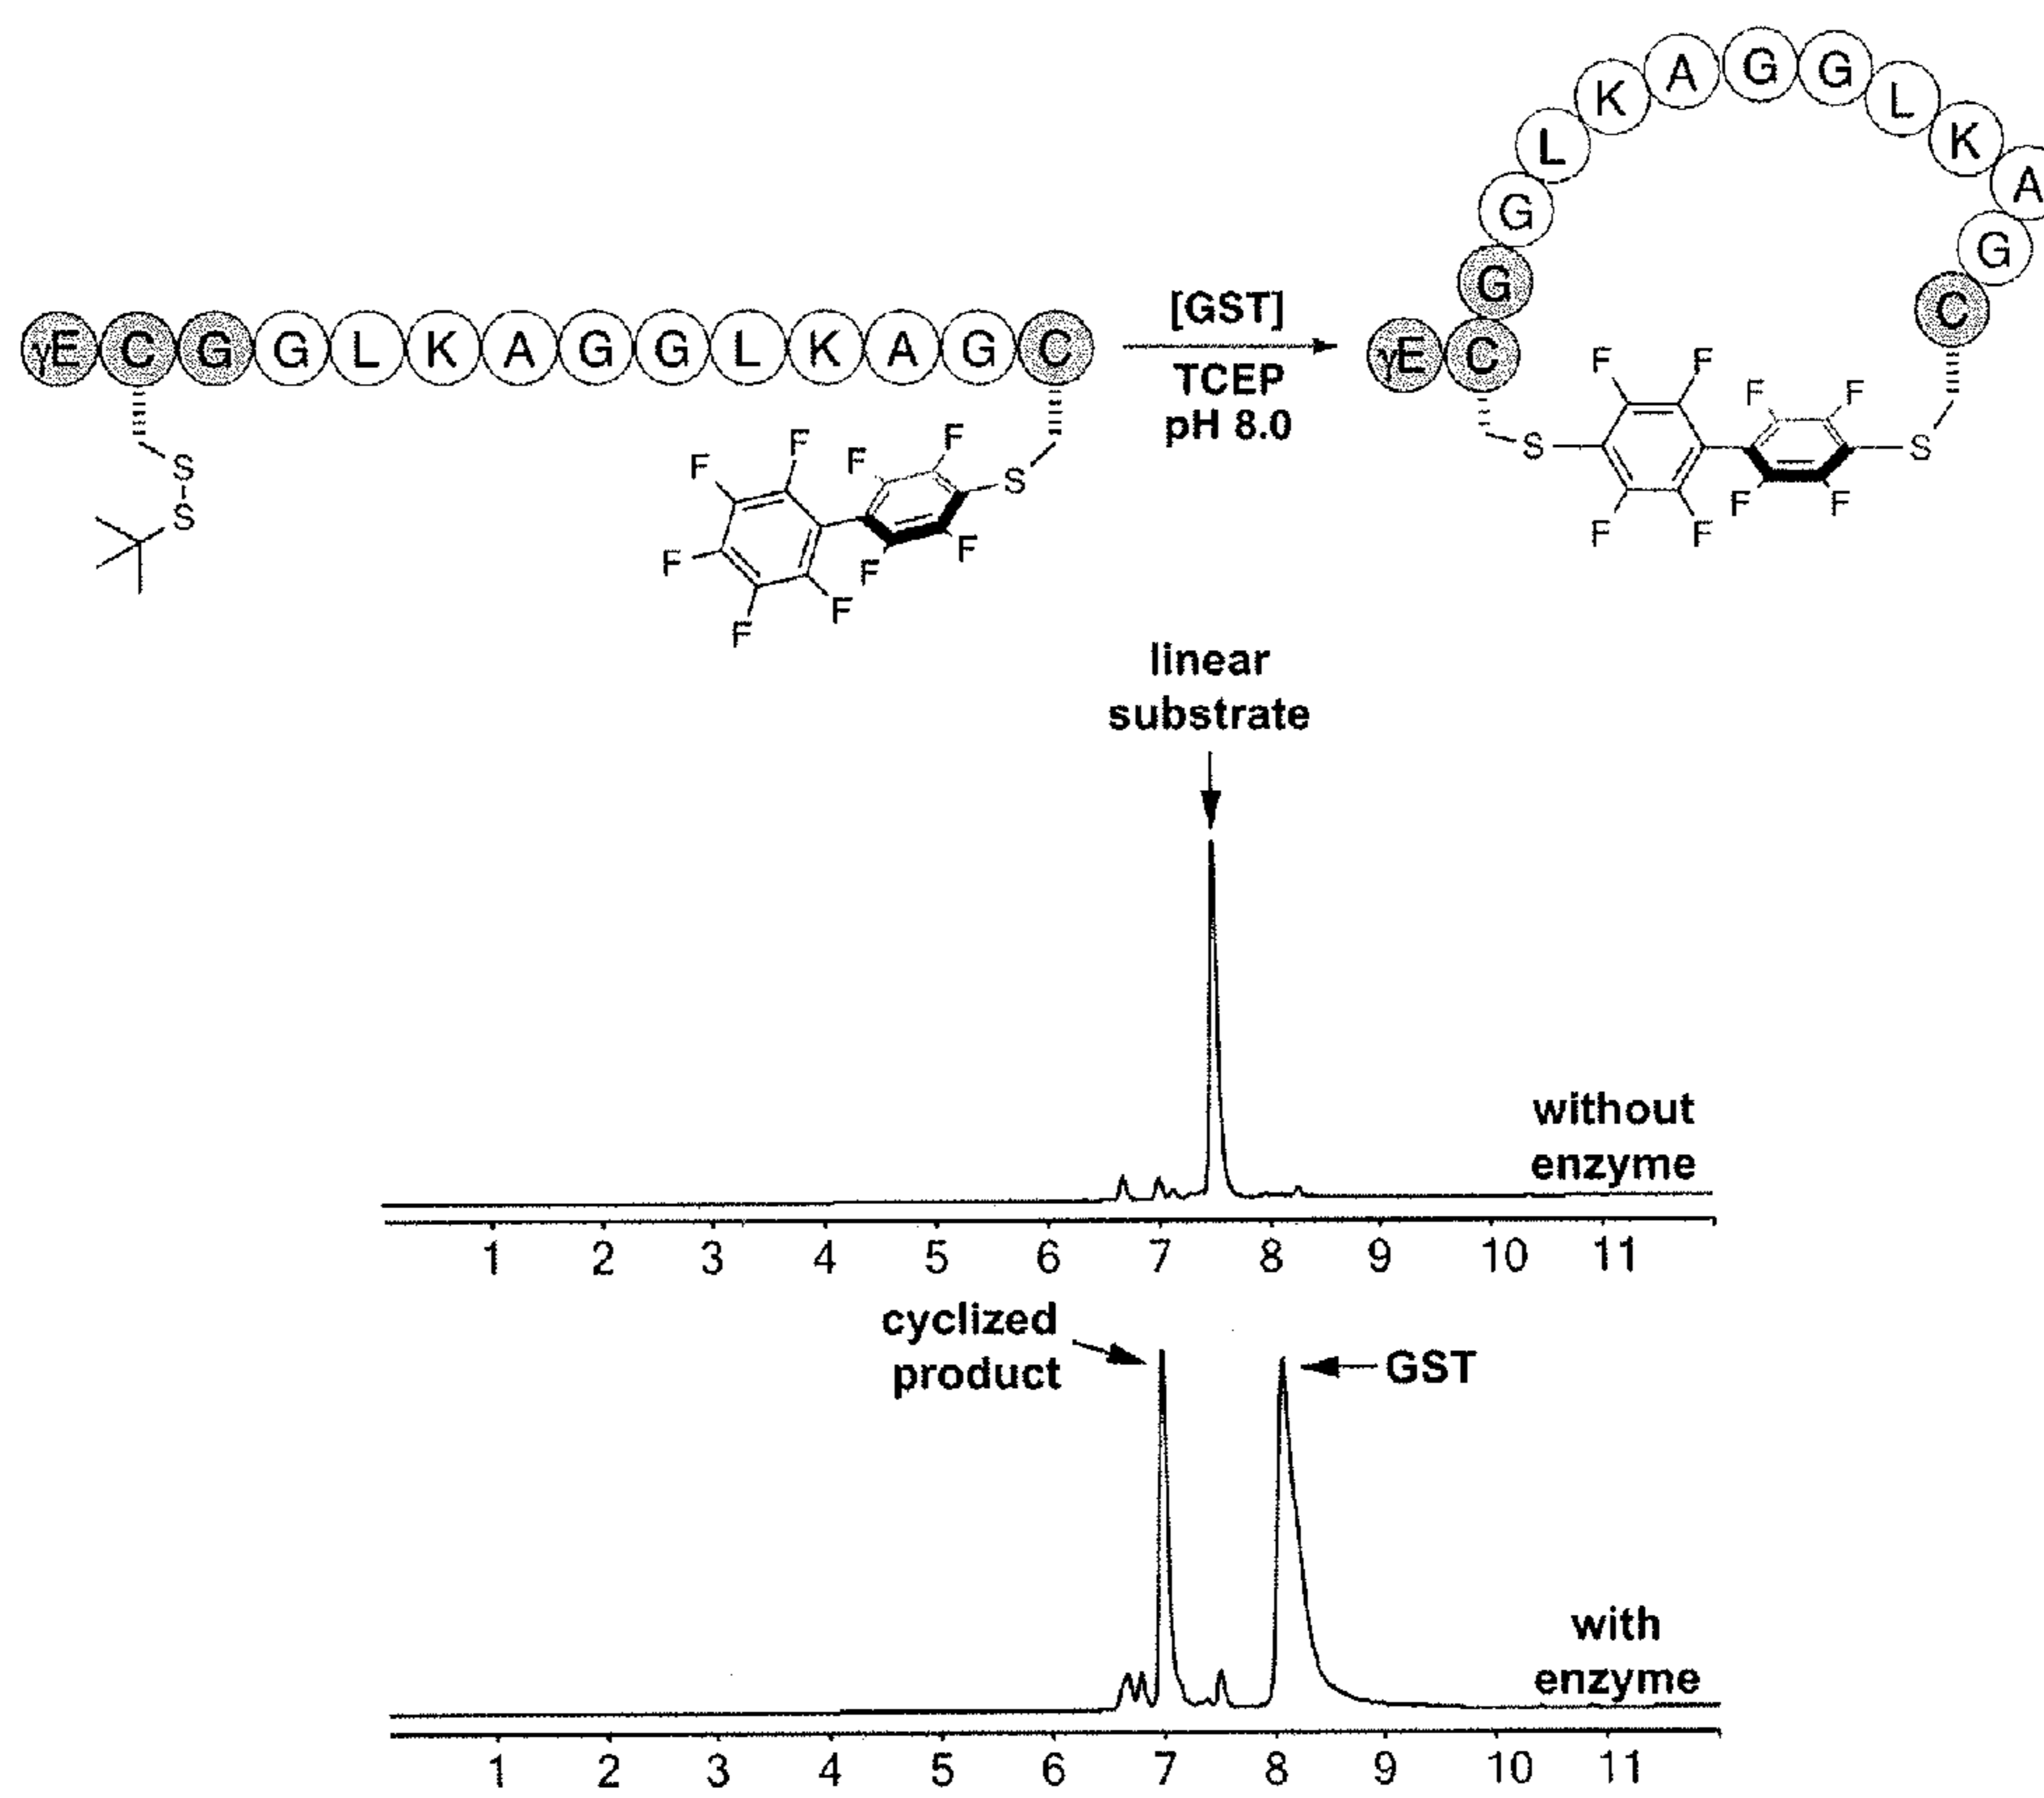 γE C G G L K A G G L K A G C
S
S
F F F F F F F F F S
[GST]
TCEP
pH 8.0
γE C G G L K A G G L K A G C
S F F F F F F F F S
linear
substrate
without
enzyme
1 2 3 4 5 6 7 8 9 10 11
cyclized
product
GST
with
enzyme
1 2 3 4 5 6 7 8 9 10 11